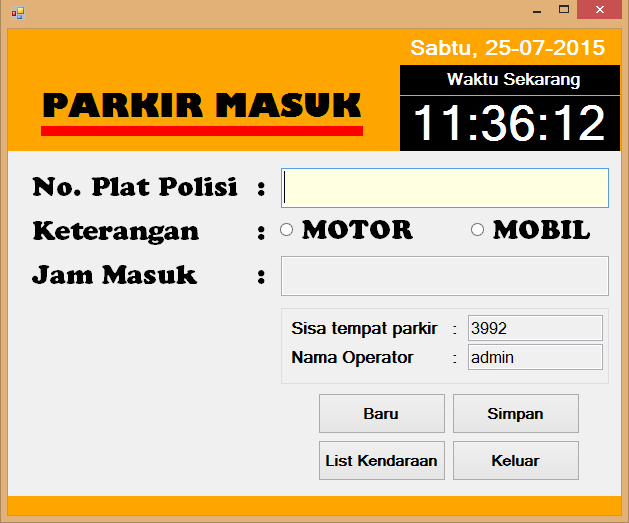 Sabtu, 25-07-2015
Waktu Sekarang
PARKIR MASUK
11:36:12
No. Plat Polisi :
Keterangan : MOTOR MOBIL
Jam Masuk :
Sisa tempat parkir : 3992
Nama Operator : admin
Baru Simpan
List Kendaraan Keluar